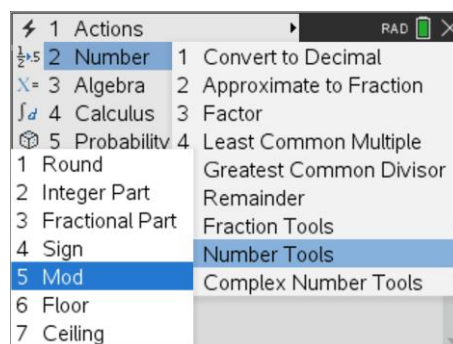 1 Actions RAD
2 Number
3 Algebra
4 Calculus
5 Probability
1 Convert to Decimal
2 Approximate to Fraction
3 Factor
4 Least Common Multiple
Greatest Common Divisor
Remainder
Fraction Tools
Number Tools
Complex Number Tools
1 Round
2 Integer Part
3 Fractional Part
4 Sign
5 Mod
6 Floor
7 Ceiling